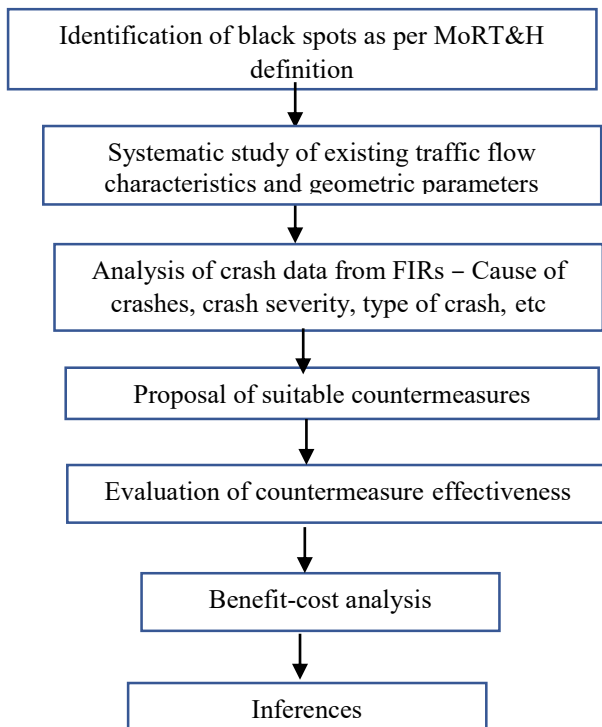 Identification of black spots as per MoRT&H
definition
Systematic study of existing traffic flow
characteristics and geometric parameters
Analysis of crash data from FIRs – Cause of
crashes, crash severity, type of crash, etc
Proposal of suitable countermeasures
Evaluation of countermeasure effectiveness
Benefit-cost analysis
Inferences